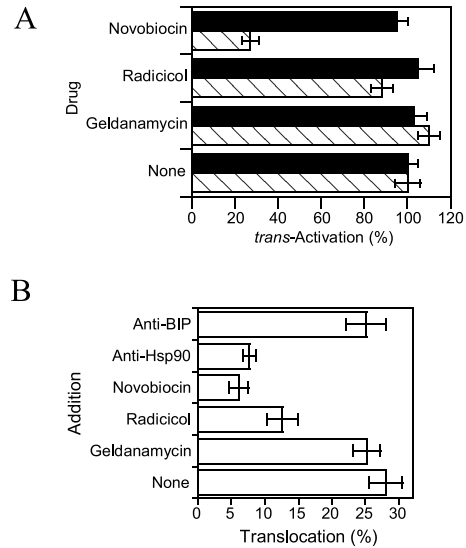 A
Drug
Novobiocin
Radicicol
Geldanamycin
None
0 20 40 60 80 100 120
trans-Activation (%)
B
Addition
Anti-BIP
Anti-Hsp90
Novobiocin
Radicicol
Geldanamycin
None
0 5 10 15 20 25 30
Translocation (%)